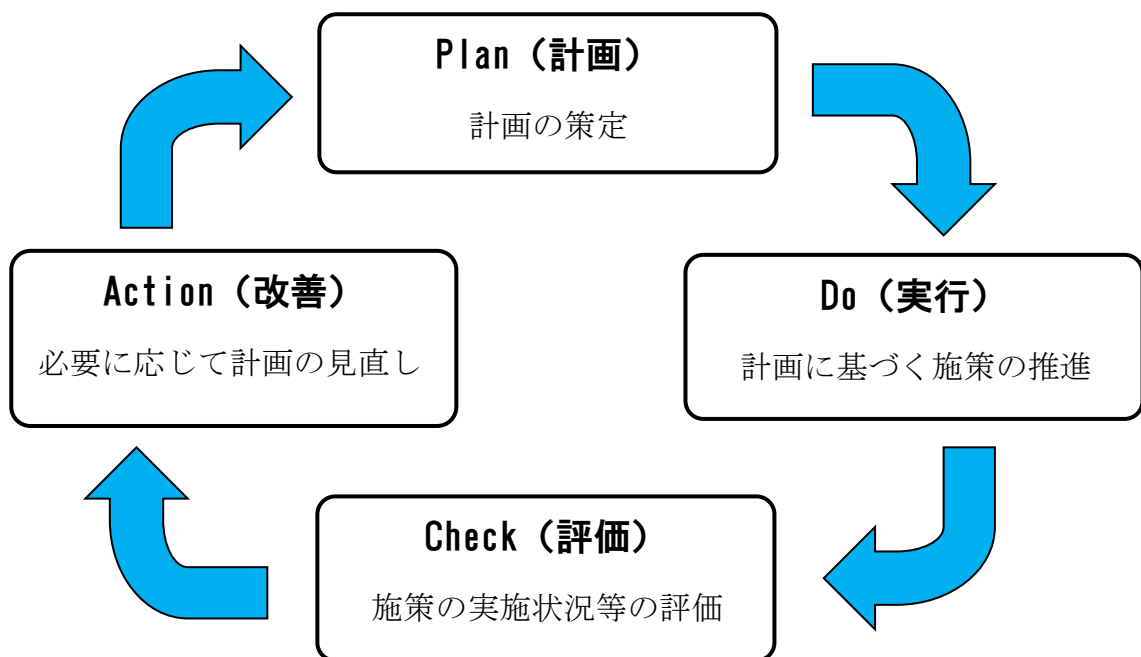 Plan（計画）
計画の策定
Do（実行）
計画に基づく施策の推進
Check（評価）
施策の実施状況等の評価
Action（改善）
必要に応じて計画の見直し